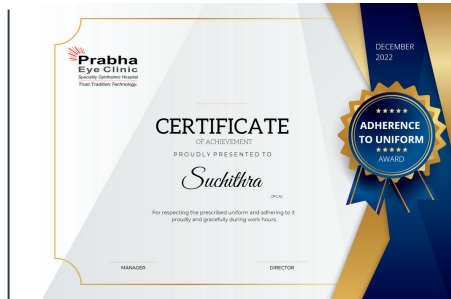 Prabha
Eye Clinic
Speciality Ophthalmic Hospital
Trust Tradition Technology
DECEMBER
2022
ADHERENCE
TO UNIFORM
AWARD
CERTIFICATE
OF ACHIEVEMENT
PROUDLY PRESENTED TO
Suchithra
(PCA)
For respecting the prescribed uniform and adhering to it
proudly and gracefully during work hours.
MANAGER
DIRECTOR